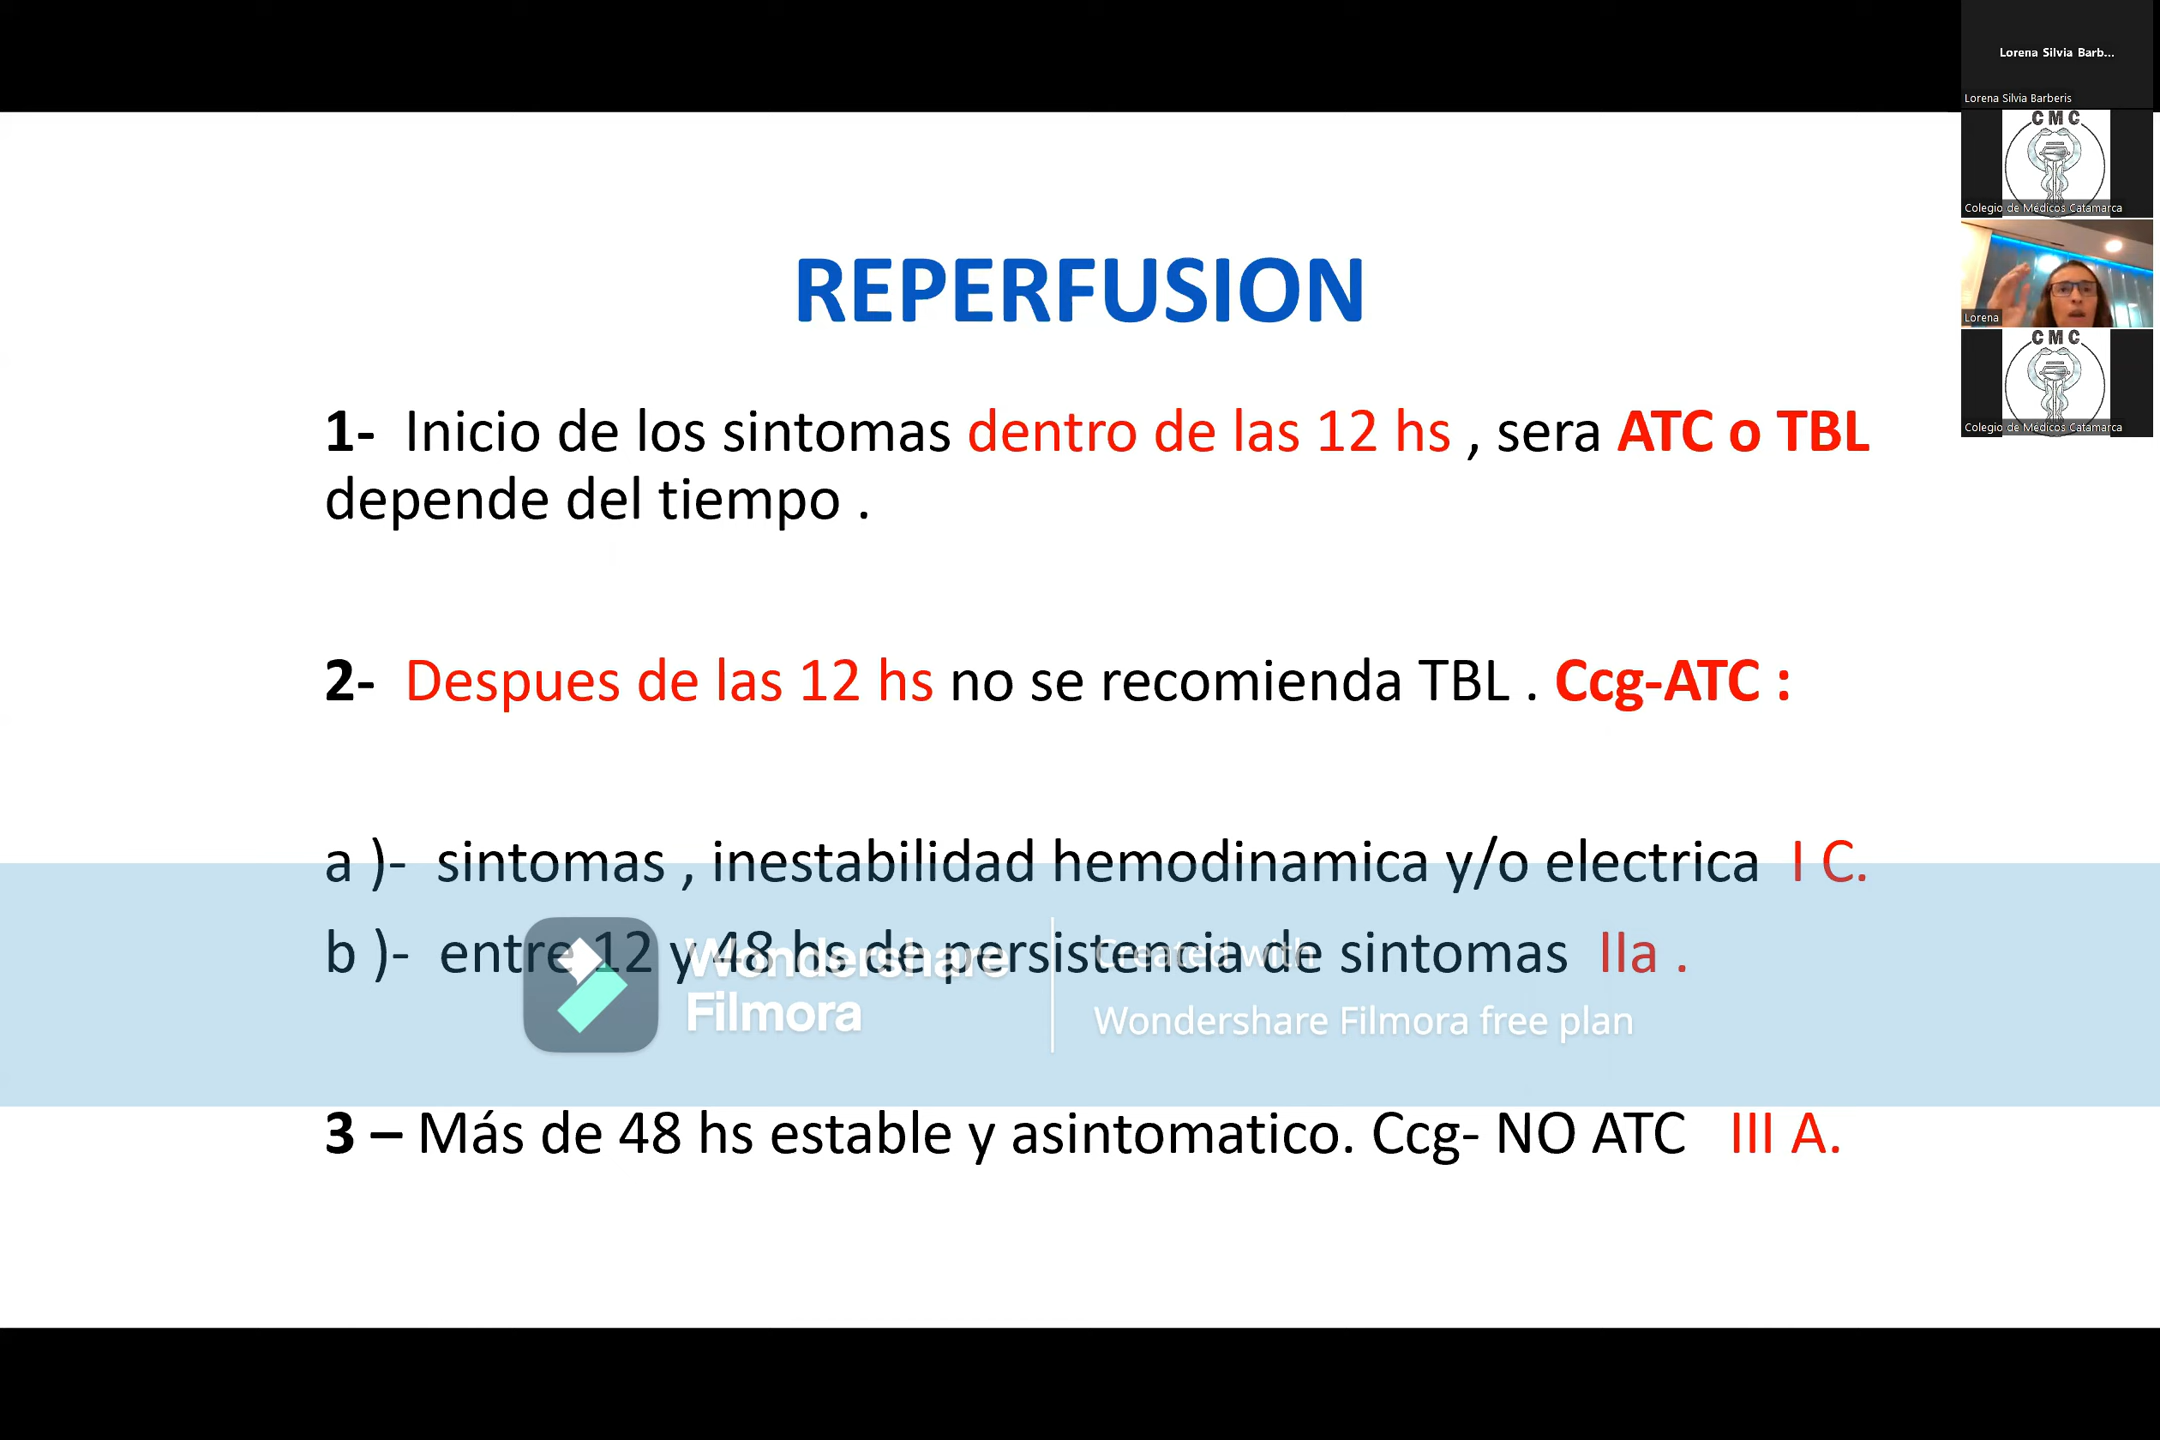 Lorena Silvia Barb...
Lorena Silvia Barberis
CMC
Colegio de Médicos Catamarca
Lorena
CMC
Colegio de Médicos Catamarca
REPERFUSION
1- Inicio de los sintomas dentro de las 12 hs , sera ATC o TBL
depende del tiempo .
2- Despues de las 12 hs no se recomienda TBL . Ccg-ATC :
a )- sintomas , inestabilidad hemodinamica y/o electrica I C.
b )- entre 12 y 48 hs de persistencia de sintomas IIa .
Wondershare
Filmora
Created with
Wondershare Filmora free plan
3 – Más de 48 hs estable y asintomatico. Ccg- NO ATC III A.